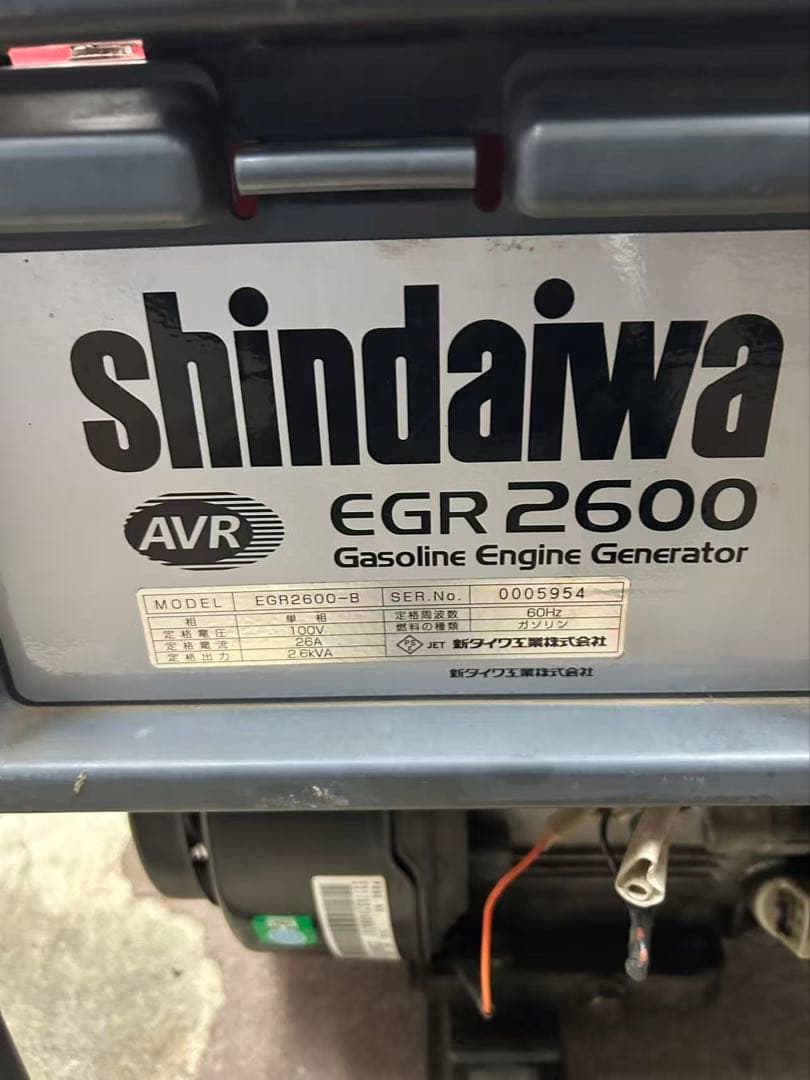 shindaiwa
AVR
EGR 2600
Gasoline Engine Generator
MODEL EGR2600-B SER.No. 0005954
相 単相 定格周波数 60Hz
定格電圧 100V 燃料の種類 ガソリン
定格電流 26A
定格出力 2.6kVA
PS E JET 新ダイワ工業株式会社
新ダイワ工業株式会社